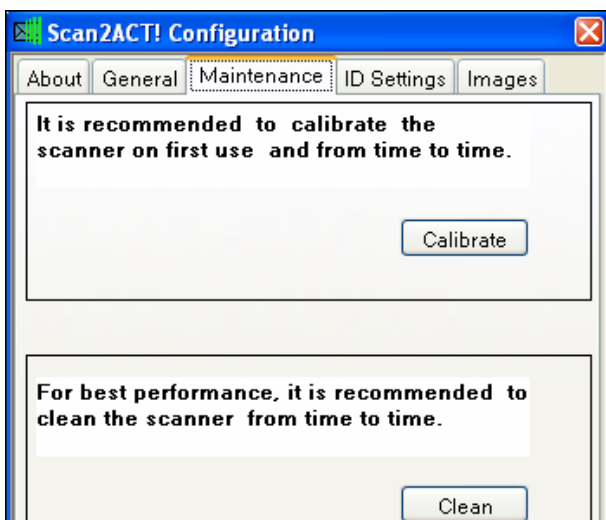 Scan2ACT! Configuration
About General Maintenance ID Settings Images
It is recommended to calibrate the
scanner on first use and from time to time.
Calibrate
For best performance, it is recommended to
clean the scanner from time to time.
Clean